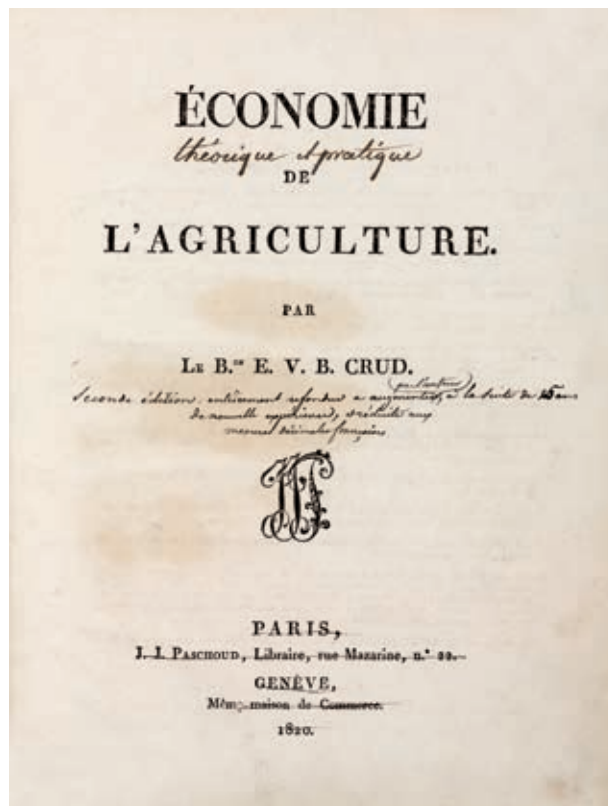 ÉCONOMIE
théorique et pratique
DE
L'AGRICULTURE.
PAR
LE B.ᵒⁿ E. V. B. CRUD.
par l'auteur
Seconde édition entièrement refondue et augmentée, à la suite de 15 ans
de nouvelle expérience, et réduite aux
mesures décimales françaises
PARIS,
J. J. PASCHOUD, Libraire, rue Mazarine, n.° 22.
GENÈVE,
Mêm: maison de Commerce.
1820.